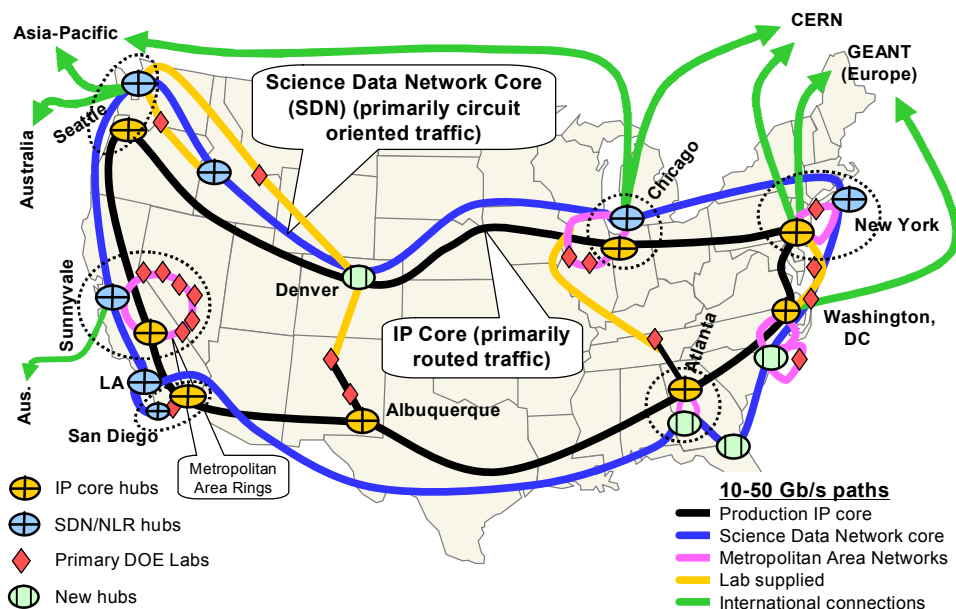 Asia-Pacific
CERN
GEANT
(Europe)
Science Data Network Core
(SDN) (primarily circuit
oriented traffic)
Seattle
Australia
Chicago
New York
Denver
Sunnyvale
IP Core (primarily
routed traffic)
Washington,
DC
Atlanta
LA
Aus.
Albuquerque
San Diego
Metropolitan
Area Rings
IP core hubs
SDN/NLR hubs
Primary DOE Labs
New hubs
10-50 Gb/s paths
Production IP core
Science Data Network core
Metropolitan Area Networks
Lab supplied
International connections